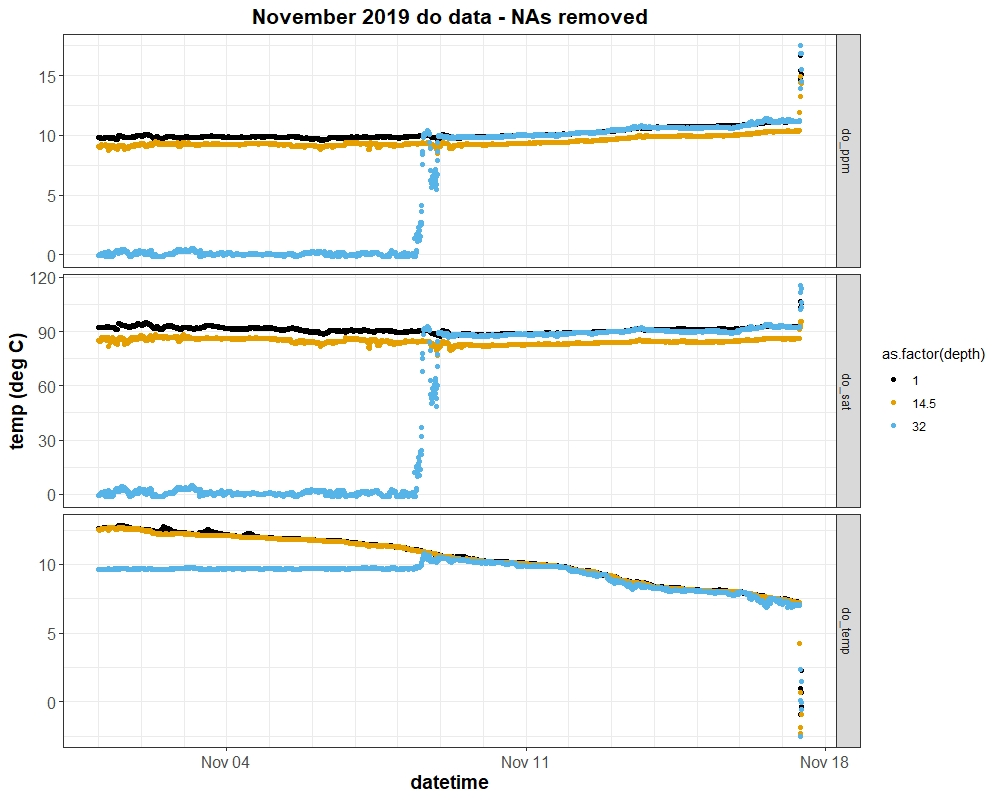 November 2019 do data - NAs removed
15
10
5
0
do_ppm
120
90
60
30
0
do_sat
temp (deg C)
10
5
0
do_temp
Nov 04
Nov 11
Nov 18
datetime
as.factor(depth)
1
14.5
32